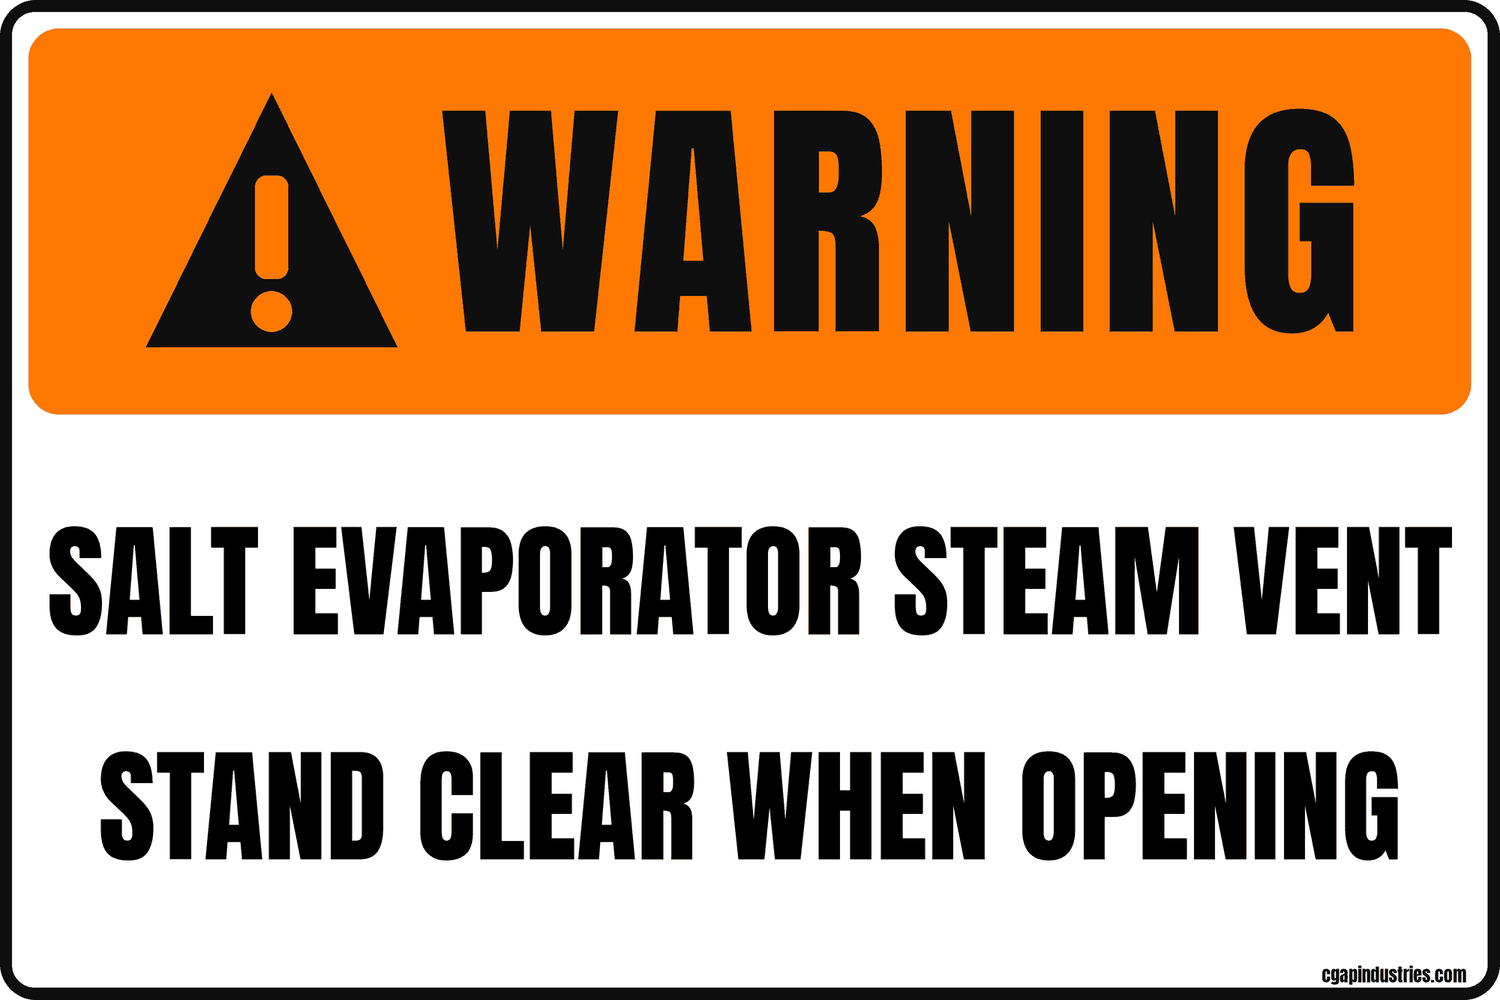 WARNING
SALT EVAPORATOR STEAM VENT
STAND CLEAR WHEN OPENING
cgapindustries.com